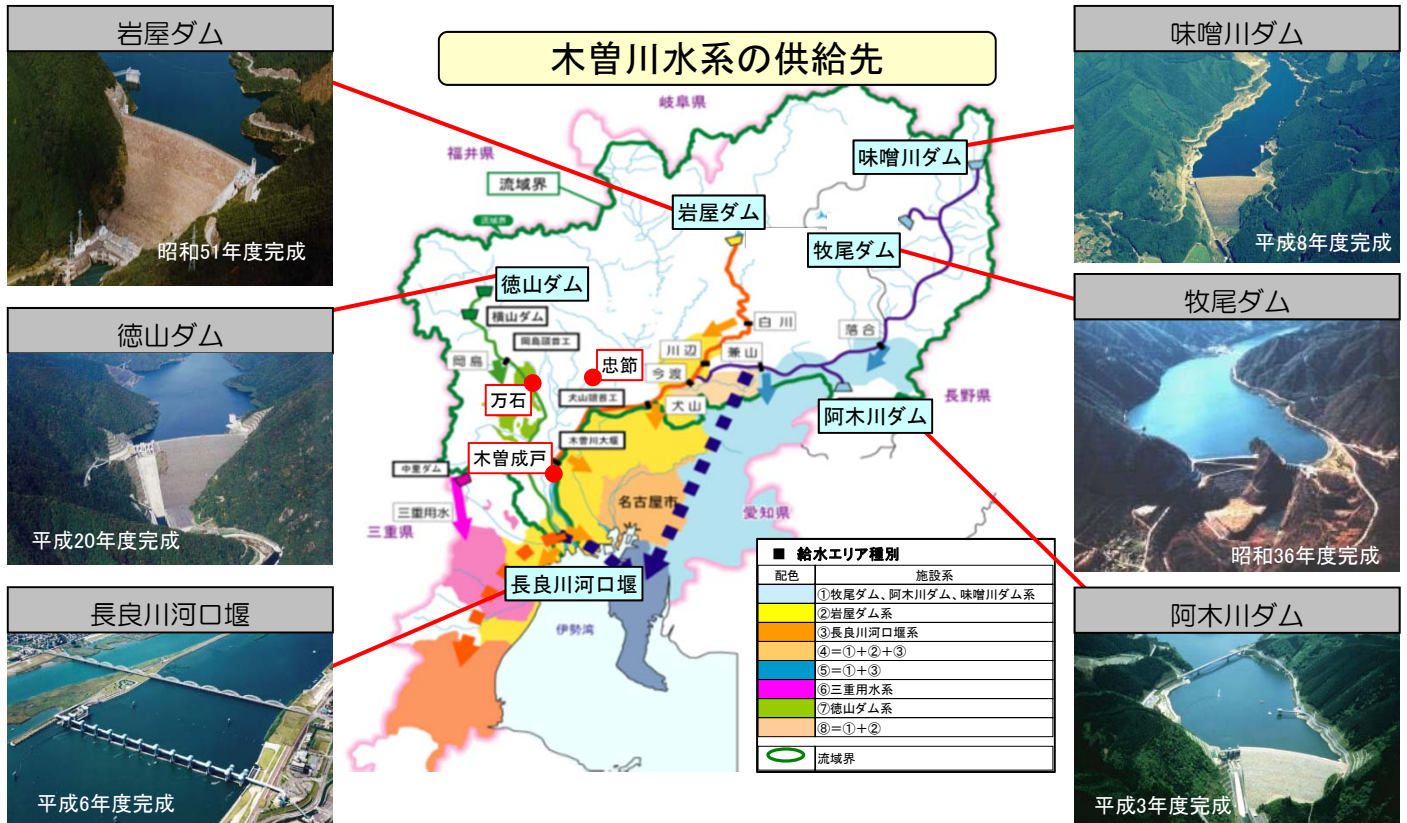 木曽川水系の供給先
岩屋ダム
昭和51年度完成
徳山ダム
平成20年度完成
長良川河口堰
平成6年度完成
味噌川ダム
平成8年度完成
牧尾ダム
昭和36年度完成
阿木川ダム
平成3年度完成
岐阜県
福井県
流域界
流域界
味噌川ダム
岩屋ダム
牧尾ダム
徳山ダム
横山ダム
岡島頭首工
白川
落合
川辺
兼山
岡島
忠節
今渡
万石
犬山頭首工
犬山
阿木川ダム
長野県
木曽川大堰
木曽成戸
中里ダム
三重用水
名古屋市
愛知県
三重県
長良川河口堰
伊勢湾
■ 給水エリア種別
配色 施設系
①牧尾ダム、阿木川ダム、味噌川ダム系
②岩屋ダム系
③長良川河口堰系
④=①+②+③
⑤=①+③
⑥三重用水系
⑦徳山ダム系
⑧=①+②
流域界